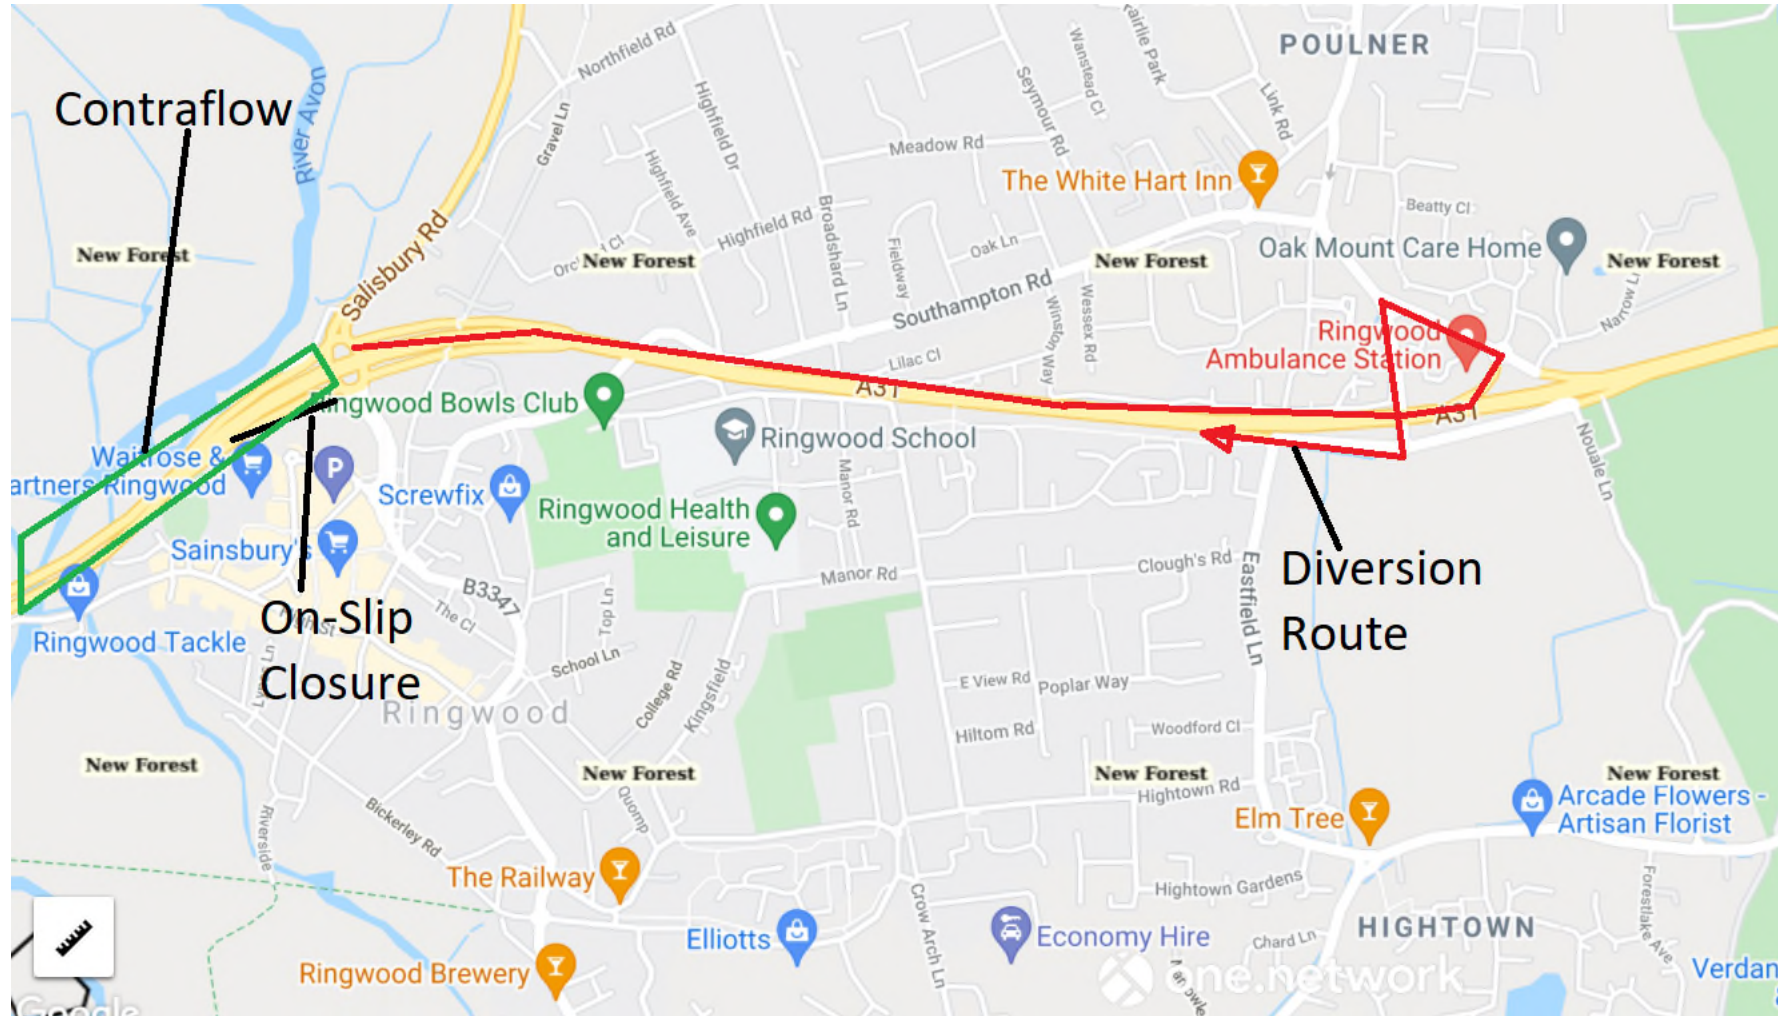 POULNER
Northfield Rd
Fairlie Park
Wanstead Cl
Contraflow
River Avon
Gravel Ln
Highfield Dr
Seymour Rd
Link Rd
Meadow Rd
The White Hart Inn
Highfield Ave
Beatty Cl
Salisbury Rd
Highfield Rd
Broadshard Ln
Oak Ln
Fieldway
Oak Mount Care Home
New Forest
New Forest
New Forest
New Forest
Narrow
Southampton Rd
Winston Way
Wessex Rd
Lilac Cl
Ringwood
Ambulance Station
A31
A31
Ringwood Bowls Club
Ringwood School
Nouale Ln
Waitrose &
artners Ringwood
P
Screwfix
Manor Rd
Ringwood Health
and Leisure
Sainsbury's
Manor Rd
Clough's Rd
Eastfield Ln
Diversion
Route
B3347
The Cl
Top Ln
On-Slip
Closure
Ringwood Tackle
School Ln
College Rd
Kingsfield
E View Rd
Poplar Way
Ringwood
Hiltom Rd
Woodford Cl
New Forest
New Forest
New Forest
New Forest
Hightown Rd
Quomp
Bickerley Rd
Riverside
Elm Tree
Arcade Flowers -
Artisan Florist
The Railway
Hightown Gardens
Forestlake Ave
Crow Arch Ln
HIGHTOWN
Elliotts
Economy Hire
Chard Ln
Ringwood Brewery
one.network
Verdan
Google